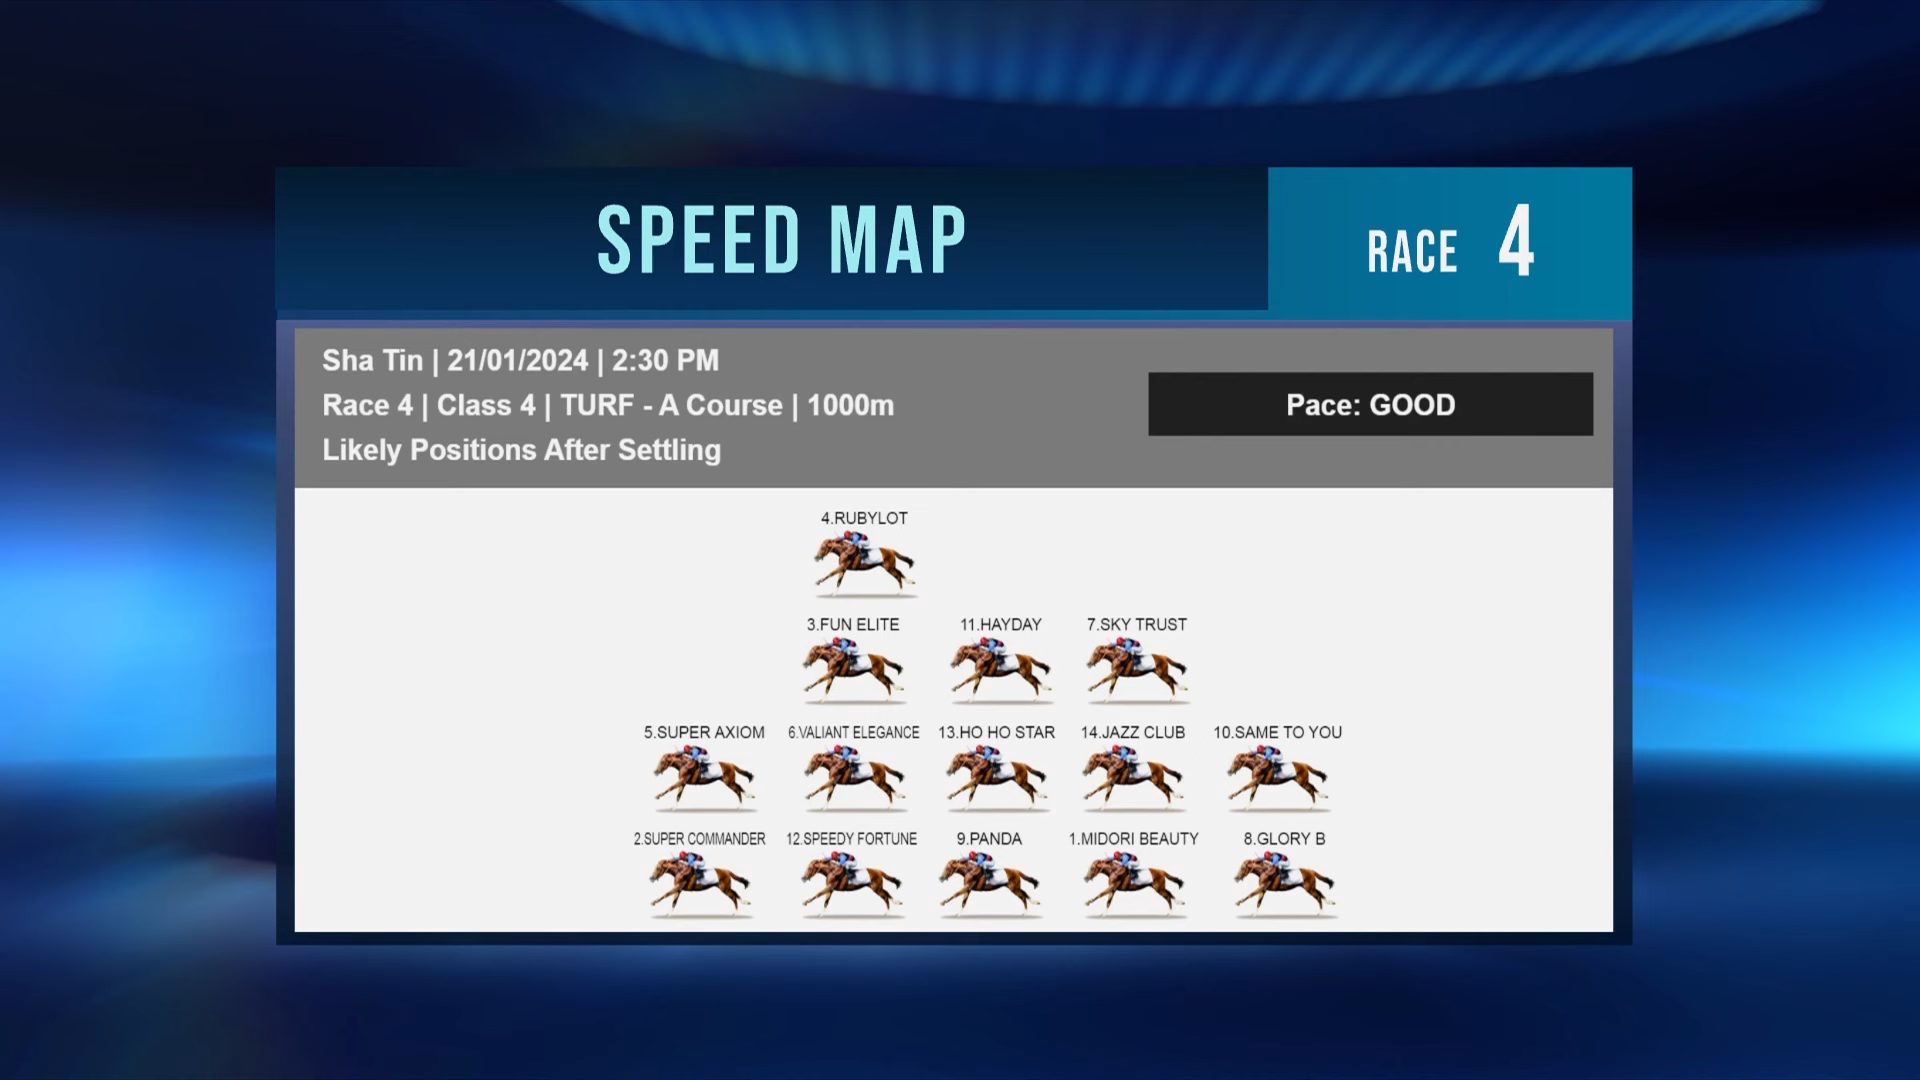 SPEED MAP
RACE 4
Sha Tin | 21/01/2024 | 2:30 PM
Race 4 | Class 4 | TURF - A Course | 1000m
Likely Positions After Settling
Pace: GOOD
4.RUBYLOT
3.FUN ELITE 11.HAYDAY 7.SKY TRUST
5.SUPER AXIOM 6.VALIANT ELEGANCE 13.HO HO STAR 14.JAZZ CLUB 10.SAME TO YOU
2.SUPER COMMANDER 12.SPEEDY FORTUNE 9.PANDA 1.MIDORI BEAUTY 8.GLORY B